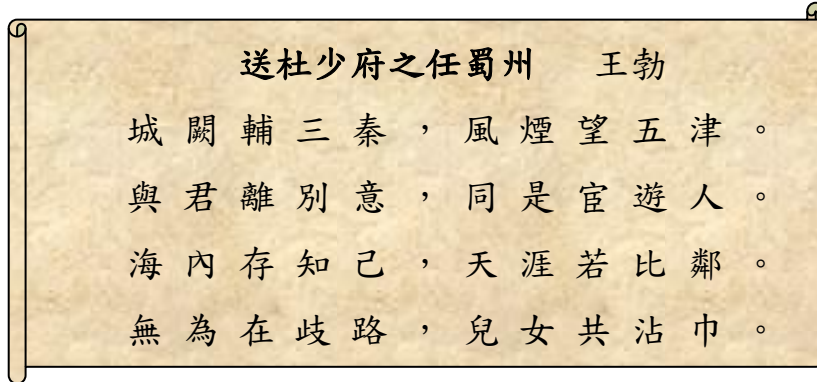 送杜少府之任蜀州 王勃
城闕輔三秦，風煙望五津。
與君離別意，同是宦遊人。
海內存知己，天涯若比鄰。
無為在歧路，兒女共沾巾。